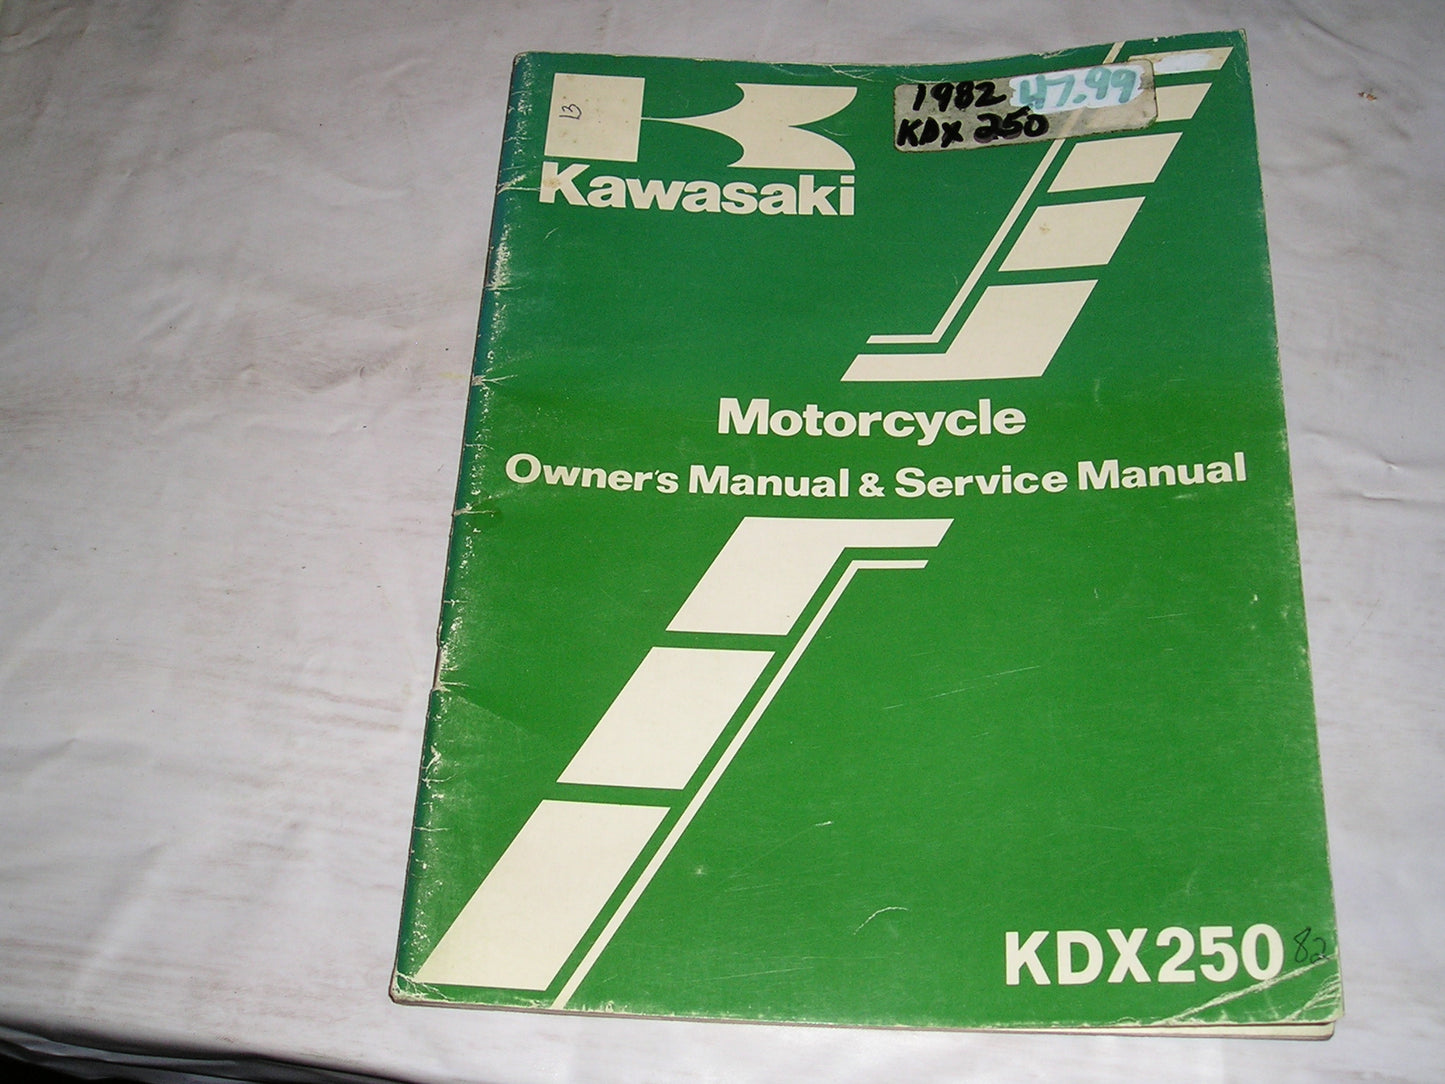 1982 47.99
KDX 250
13
Kawasaki
Motorcycle
Owner's Manual & Service Manual
KDX250 82